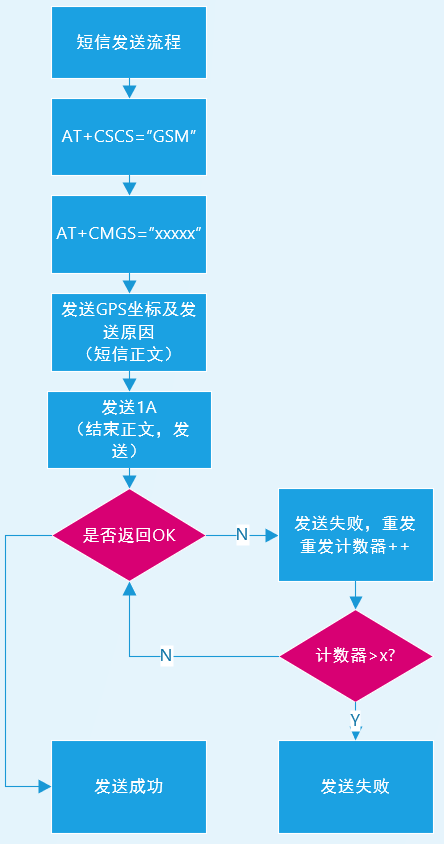 短信发送流程
AT+CSCS="GSM"
AT+CMGS="xxxxx"
发送GPS坐标及发
送原因
（短信正文）
发送1A
（结束正文，发
送）
是否返回OK
N
发送失败，重发
重发计数器++
计数器>x?
N
Y
发送成功
发送失败